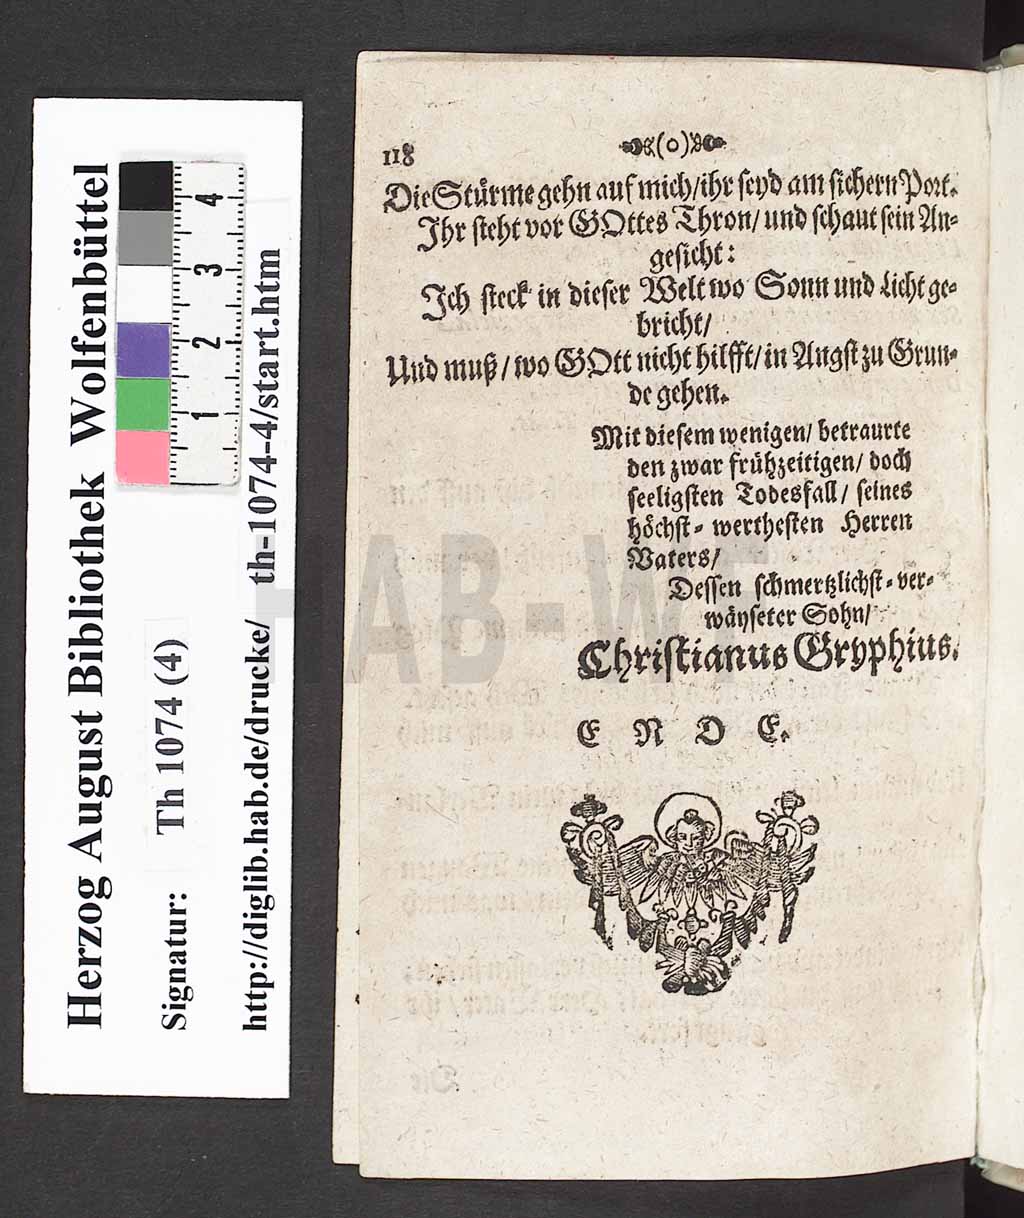 Herzog August Bibliothek Wolfenbüttel
Signatur: Th 1074 (4)
http://diglib.hab.de/drucke/ th-1074-4/start.htm
1 2 3 4
HAB-WF
118 (o)
Die Stürme gehn auf mich/ ihr seyd am sichern Port.
Ihr steht vor GOttes Thron/ und schaut sein An-
gesicht:
Ich steck in dieser Welt wo Sonn und Licht ge-
bricht/
Und muß/ wo GOtt nicht hilfft/ in Angst zu Grun-
de gehen.
Mit diesem wenigen/ betraurte
den zwar frühzeitigen/ doch
seeligsten Todesfall/ seines
höchst-werthesten Herren
Vaters/
Dessen schmertzlichst-ver-
wäyseter Sohn/
Christianus Gryphius.
E N D E.